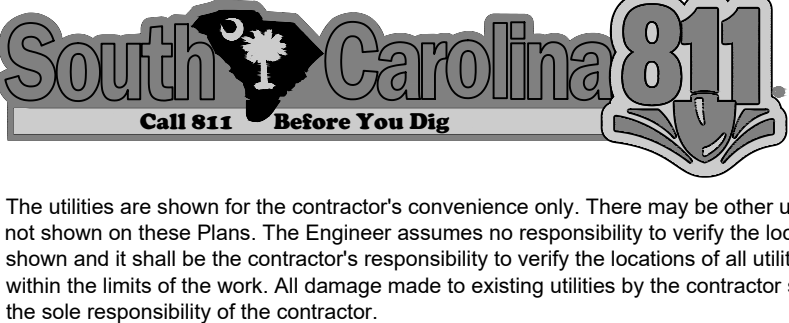 South Carolina 811
Call 811 Before You Dig
The utilities are shown for the contractor's convenience only. There may be other u
not shown on these Plans. The Engineer assumes no responsibility to verify the loc
shown and it shall be the contractor's responsibility to verify the locations of all utilit
within the limits of the work. All damage made to existing utilities by the contractor s
the sole responsibility of the contractor.